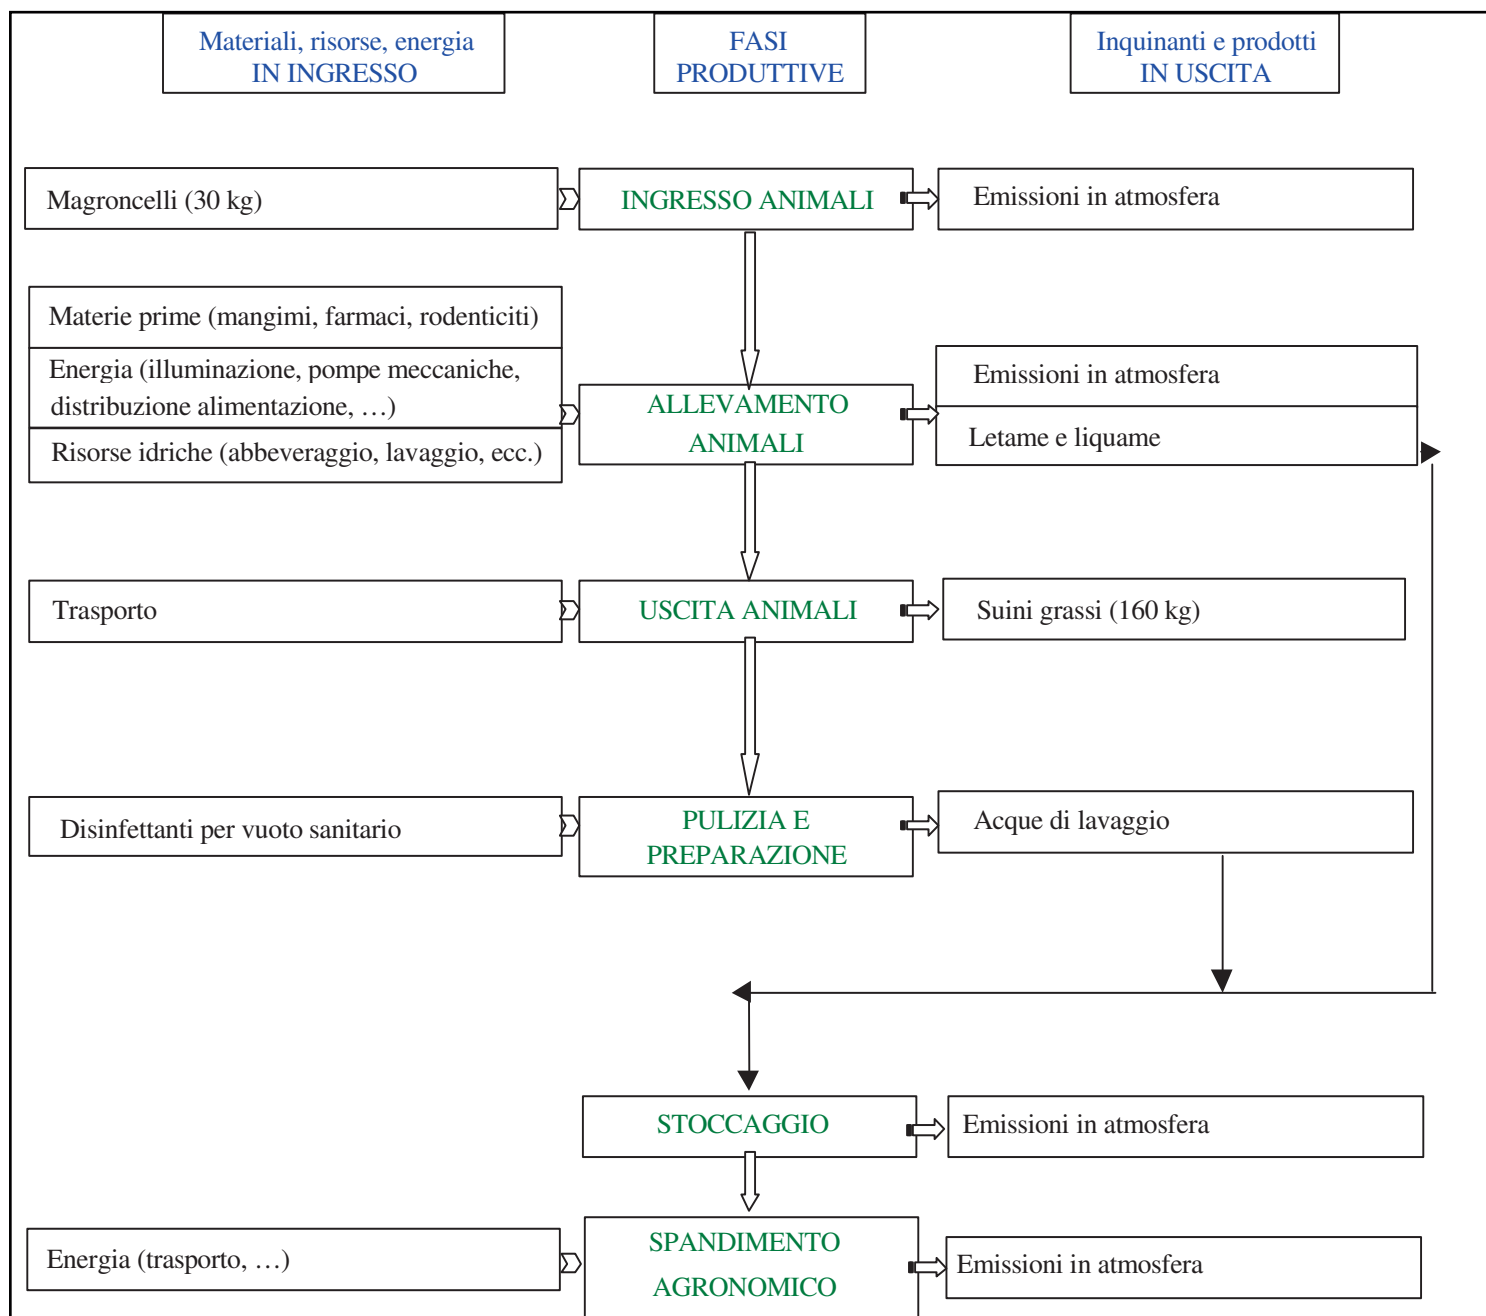 Materiali, risorse, energia
IN INGRESSO
FASI
PRODUTTIVE
Inquinanti e prodotti
IN USCITA
Magroncelli (30 kg)
INGRESSO ANIMALI
Emissioni in atmosfera
Materie prime (mangimi, farmaci, rodenticiti)
Energia (illuminazione, pompe meccaniche,
distribuzione alimentazione, …)
Risorse idriche (abbeveraggio, lavaggio, ecc.)
ALLEVAMENTO
ANIMALI
Emissioni in atmosfera
Letame e liquame
Trasporto
USCITA ANIMALI
Suini grassi (160 kg)
Disinfettanti per vuoto sanitario
PULIZIA E
PREPARAZIONE
Acque di lavaggio
STOCCAGGIO
Emissioni in atmosfera
Energia (trasporto, …)
SPANDIMENTO
AGRONOMICO
Emissioni in atmosfera